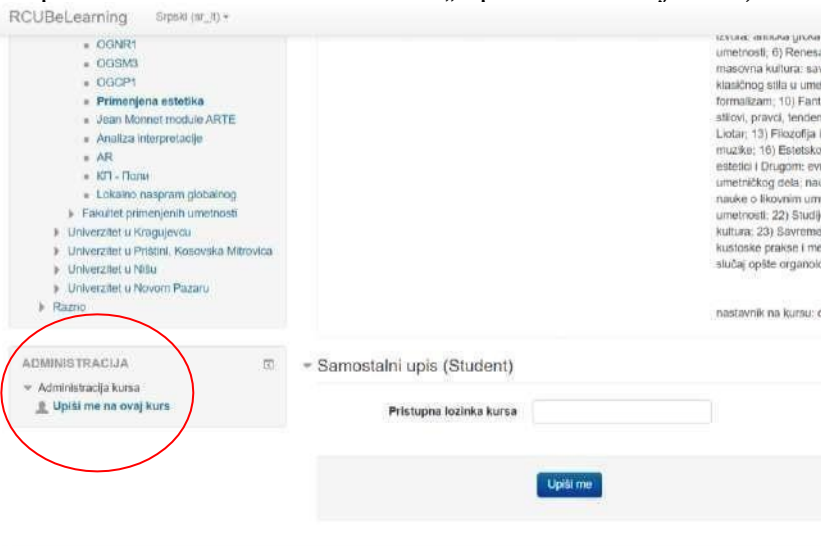 RCUBeLearning Srpski (sr_lt)
OGNR1
OGSM3
OGCP1
Primenjena estetika
Jean Monnet module ARTE
Analiza interpretacije
AR
КП - Поли
Lokalno naspram globalnog
Fakultet primenjenih umetnosti
Univerzitet u Kragujevcu
Univerzitet u Prištini, Kosovska Mitrovica
Univerzitet u Nišu
Univerzitet u Novom Pazaru
Razno
umetnosti; 6) Renesa
masovna kultura: sav
klasičnog stila u ume
formalizam; 10) Fant
stilovi, pravci, tenden
Liotar; 13) Filozofija i
muzike; 16) Estetsko
estetici i Drugom: ev
umetničkog dela; nau
nauke o likovnim um
umetnosti; 22) Studij
kultura; 23) Savreme
kustoske prakse i me
slučaj opšte organolo
nastavnik na kursu: d
ADMINISTRACIJA
Administracija kursa
Upiši me na ovaj kurs
Samostalni upis (Student)
Pristupna lozinka kursa
Upiši me